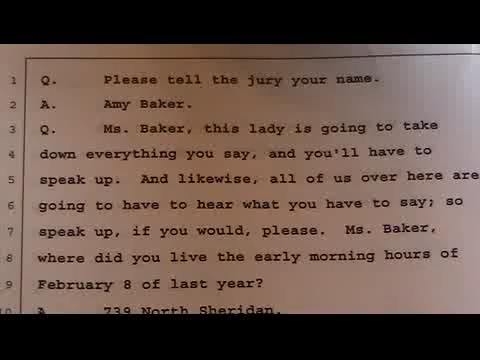 1 Q. Please tell the jury your name.
2 A. Amy Baker.
3 Q. Ms. Baker, this lady is going to take
4 down everything you say, and you'll have to
5 speak up. And likewise, all of us over here are
6 going to have to hear what you have to say; so
7 speak up, if you would, please. Ms. Baker,
8 where did you live the early morning hours of
9 February 8 of last year?
10 A. 739 North Sheridan.